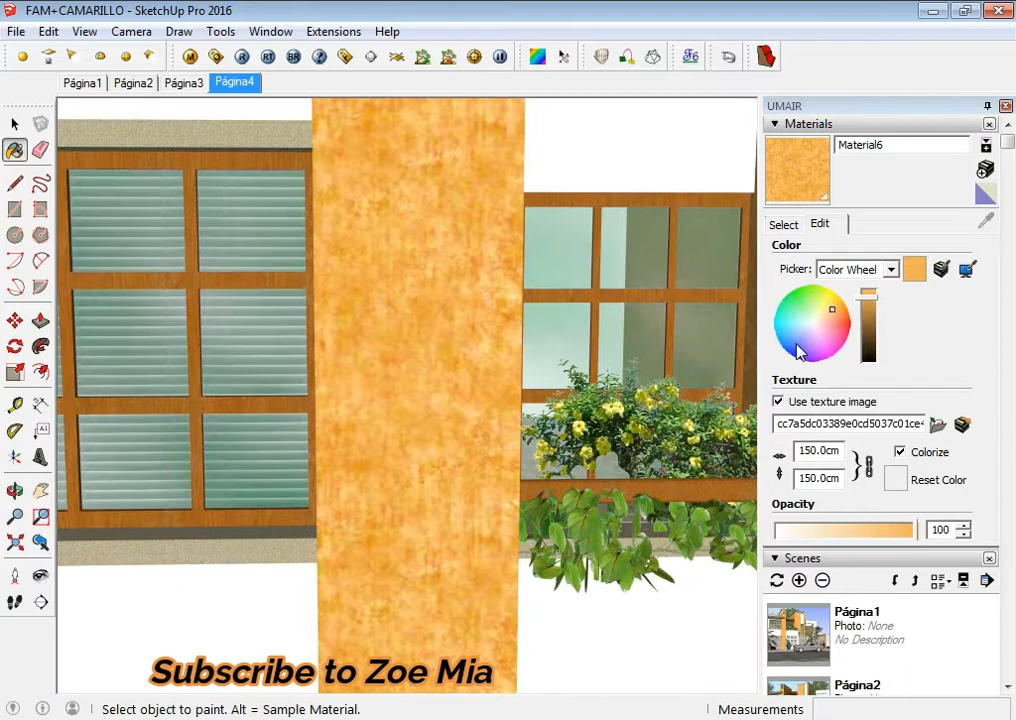 FAM+CAMARILLO - SketchUp Pro 2016
File Edit View Camera Draw Tools Window Extensions Help
M R RT BR
Página1 Página2 Página3 Página4
UMAIR
Materials
Material6
Select Edit
Color
Picker: Color Wheel
Texture
Use texture image
cc7a5dc03389e0cd5037c01ce
150.0cm Colorize
150.0cm Reset Color
Opacity
100
Scenes
Página1
Photo: None
No Description
Página2
Subscribe to Zoe Mia
Select object to paint. Alt = Sample Material.
Measurements